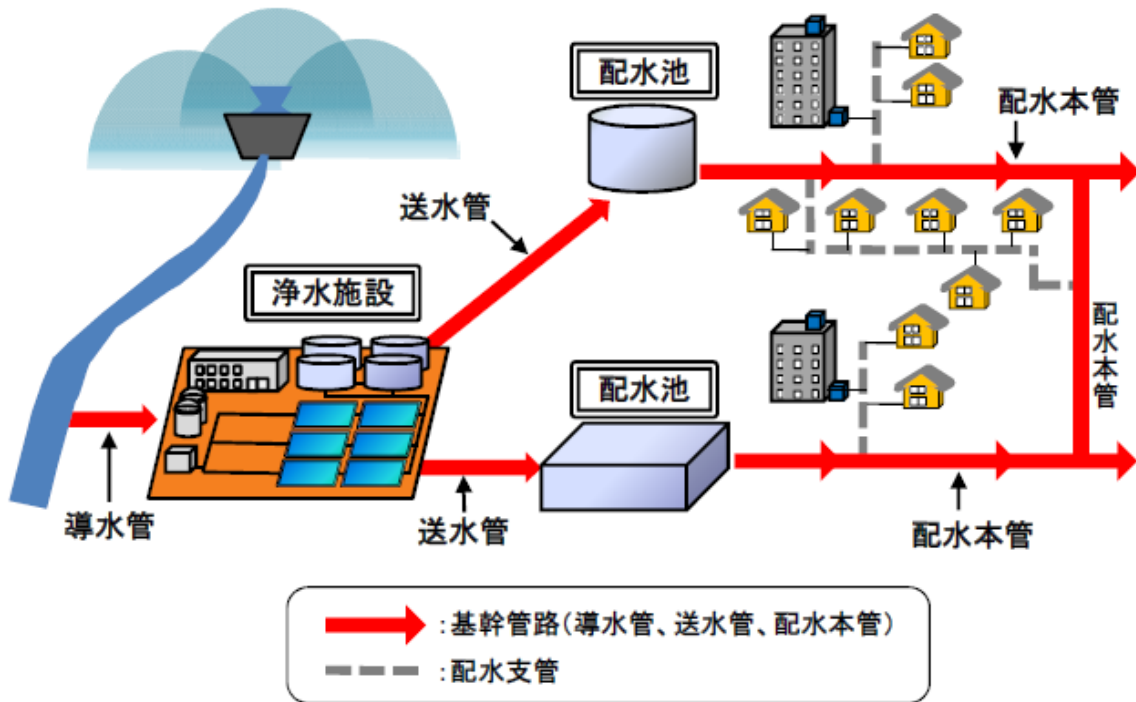 配水池
配水本管
送水管
浄水施設
配水池
配水本管
導水管
送水管
配水本管
:基幹管路(導水管、送水管、配水本管)
:配水支管